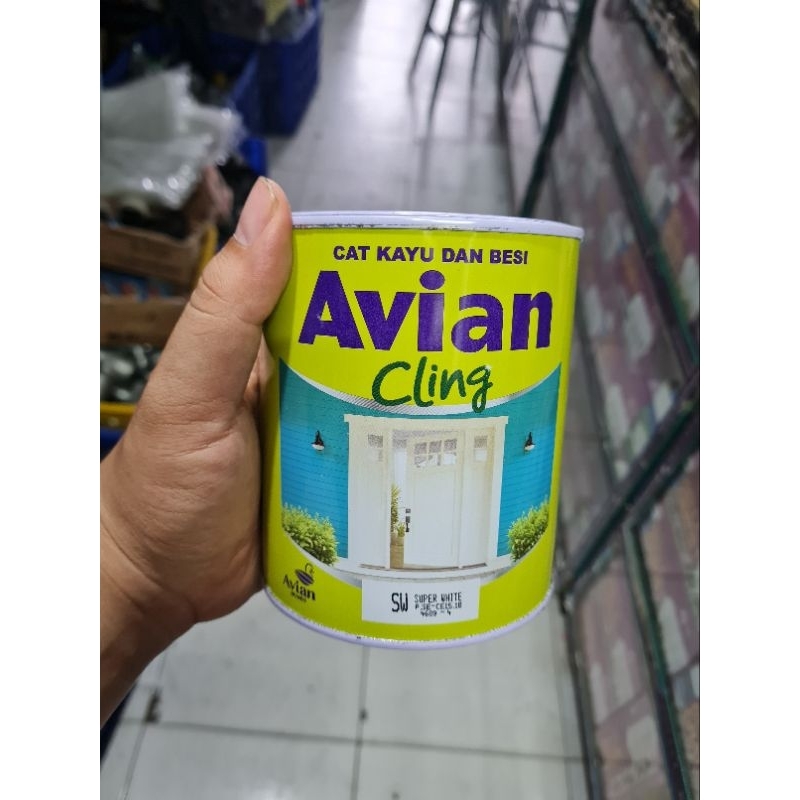 CAT KAYU DAN BESI
Avian
Cling
Avian
SW SUPER WHITE